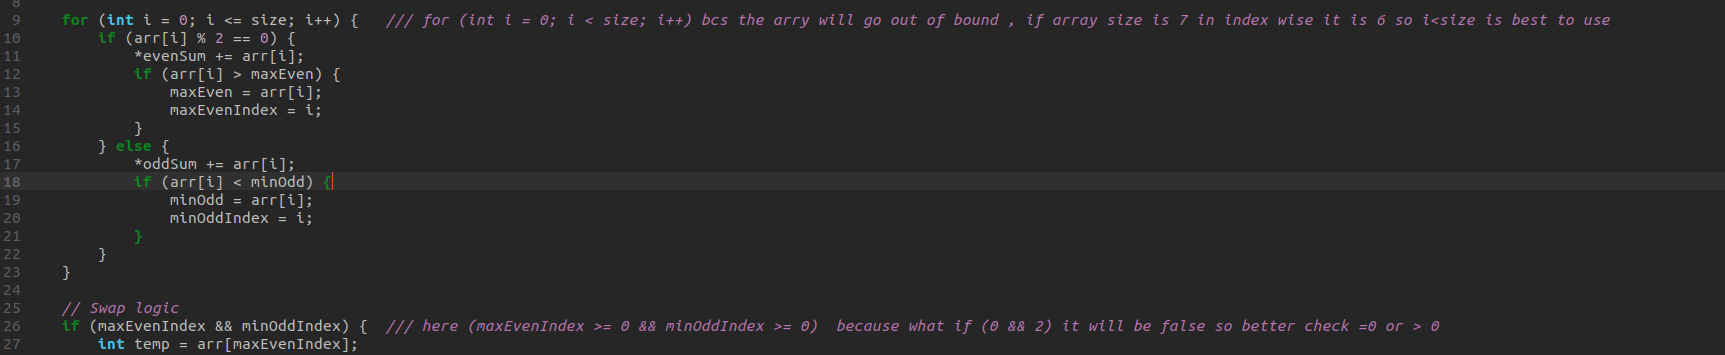 8
9 for (int i = 0; i <= size; i++) { /// for (int i = 0; i < size; i++) bcs the arry will go out of bound , if array size is 7 in index wise it is 6 so i<size is best to use
10 if (arr[i] % 2 == 0) {
11 *evenSum += arr[i];
12 if (arr[i] > maxEven) {
13 maxEven = arr[i];
14 maxEvenIndex = i;
15 }
16 } else {
17 *oddSum += arr[i];
18 if (arr[i] < minOdd) {
19 minOdd = arr[i];
20 minOddIndex = i;
21 }
22 }
23 }
24
25 // Swap logic
26 if (maxEvenIndex && minOddIndex) { /// here (maxEvenIndex >= 0 && minOddIndex >= 0) because what if (0 && 2) it will be false so better check =0 or > 0
27 int temp = arr[maxEvenIndex];